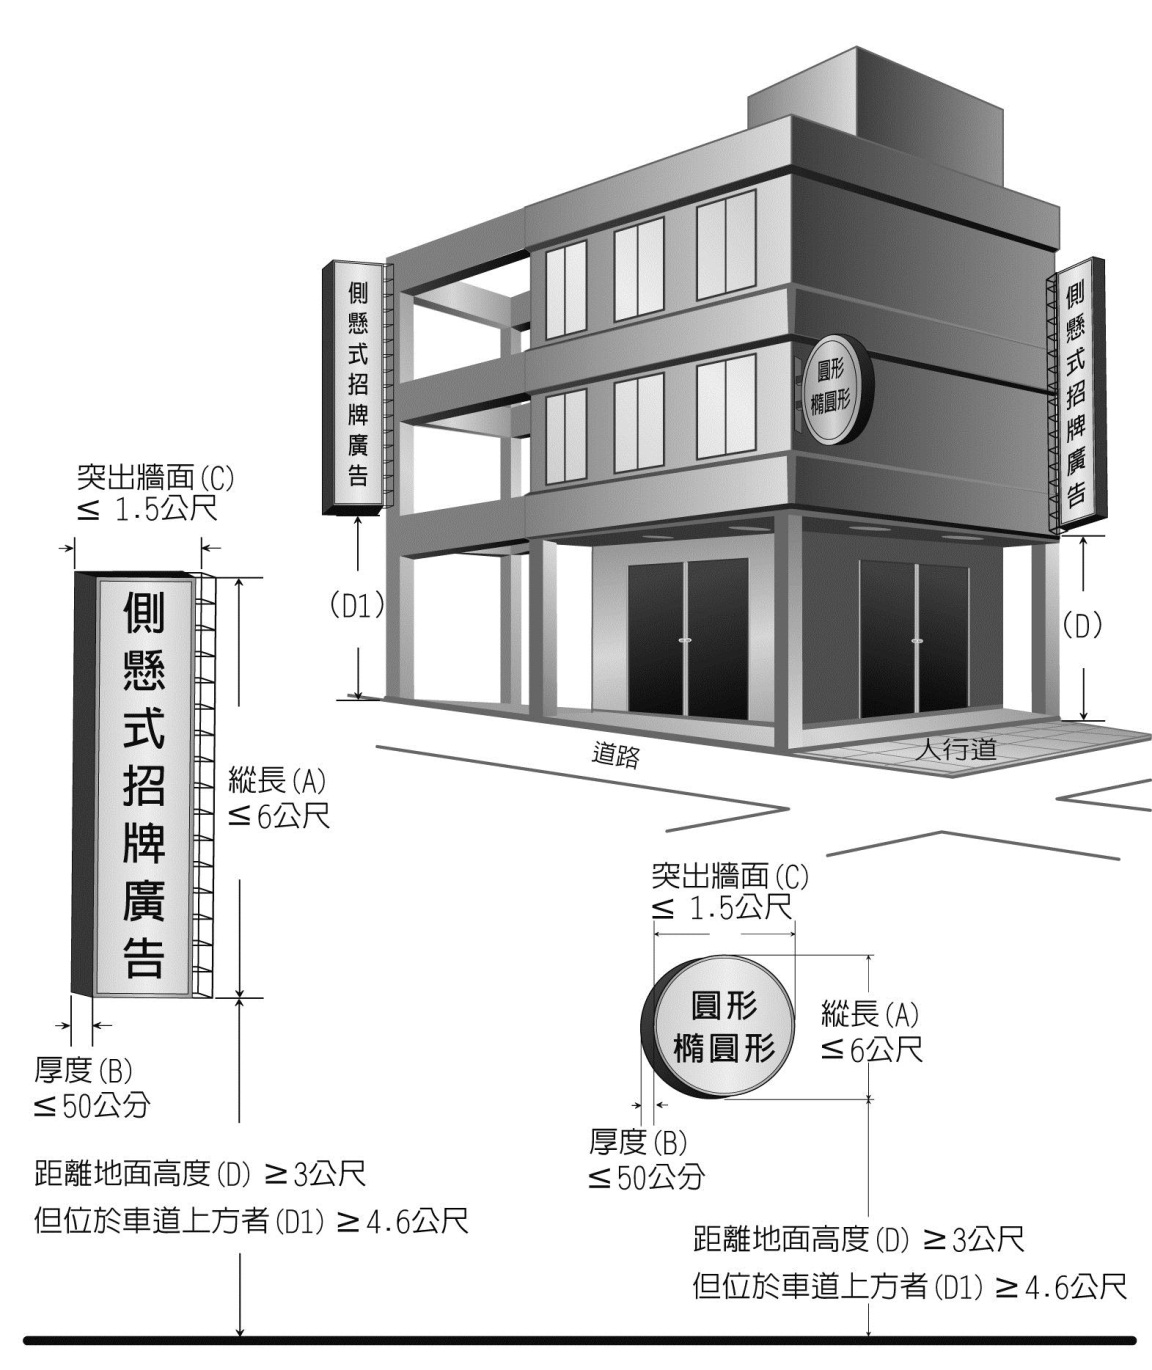 側懸式招牌廣告
圓形
橢圓形
側懸式招牌廣告
(D1)
(D)
道路
人行道
突出牆面(C)
≤ 1.5公尺
側懸式招牌廣告
縱長(A)
≤6公尺
厚度(B)
≤50公分
距離地面高度(D) ≥3公尺
但位於車道上方者(D1) ≥4.6公尺
突出牆面(C)
≤ 1.5公尺
圓形
橢圓形
縱長(A)
≤6公尺
厚度(B)
≤50公分
距離地面高度(D) ≥3公尺
但位於車道上方者(D1) ≥4.6公尺